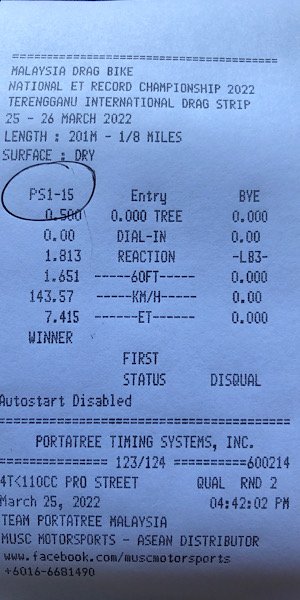 MALAYSIA DRAG BIKE
NATIONAL ET RECORD CHAMPIONSHIP 2022
TERENGGANU INTERNATIONAL DRAG STRIP
25 - 26 MARCH 2022
LENGTH : 201M - 1/8 MILES
SURFACE : DRY
PS1-15 Entry BYE
0.500 0.000 TREE 0.000
0.00 DIAL-IN 0.00
1.813 REACTION -LB3-
1.651 ------60FT------ 0.000
143.57 ------KM/H------ 0.00
7.415 -------ET------- 0.000
WINNER
FIRST
STATUS DISQUAL
Autostart Disabled
PORTATREE TIMING SYSTEMS, INC.
============ 123/124 ==========600214
4T<110CC PRO STREET QUAL RND 2
March 25, 2022 04:42:02 PM
TEAM PORTATREE MALAYSIA
MUSC MOTORSPORTS - ASEAN DISTRIBUTOR
www.facebook.com/muscmotorsports
+6016-6681490